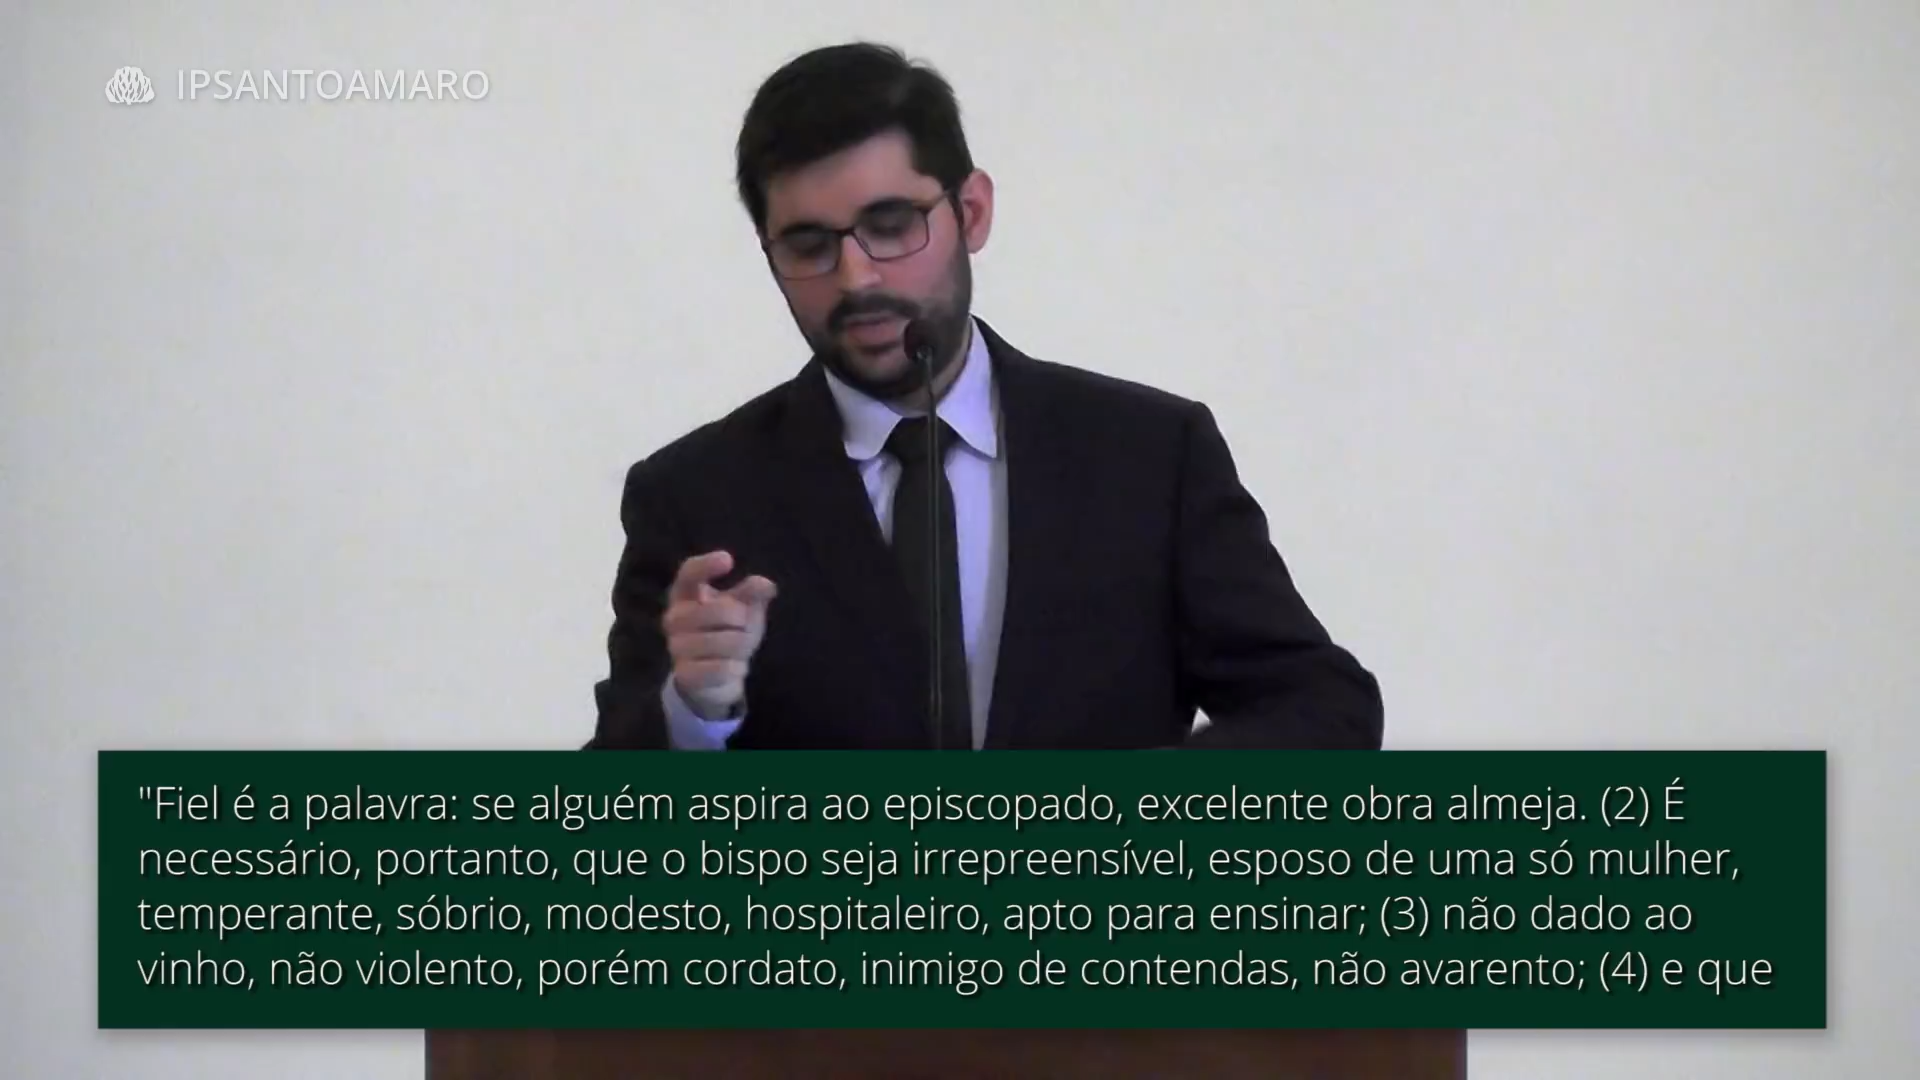 IPSANTOAMARO
"Fiel é a palavra: se alguém aspira ao episcopado, excelente obra almeja. (2) É
necessário, portanto, que o bispo seja irrepreensível, esposo de uma só mulher,
temperante, sóbrio, modesto, hospitaleiro, apto para ensinar; (3) não dado ao
vinho, não violento, porém cordato, inimigo de contendas, não avarento; (4) e que